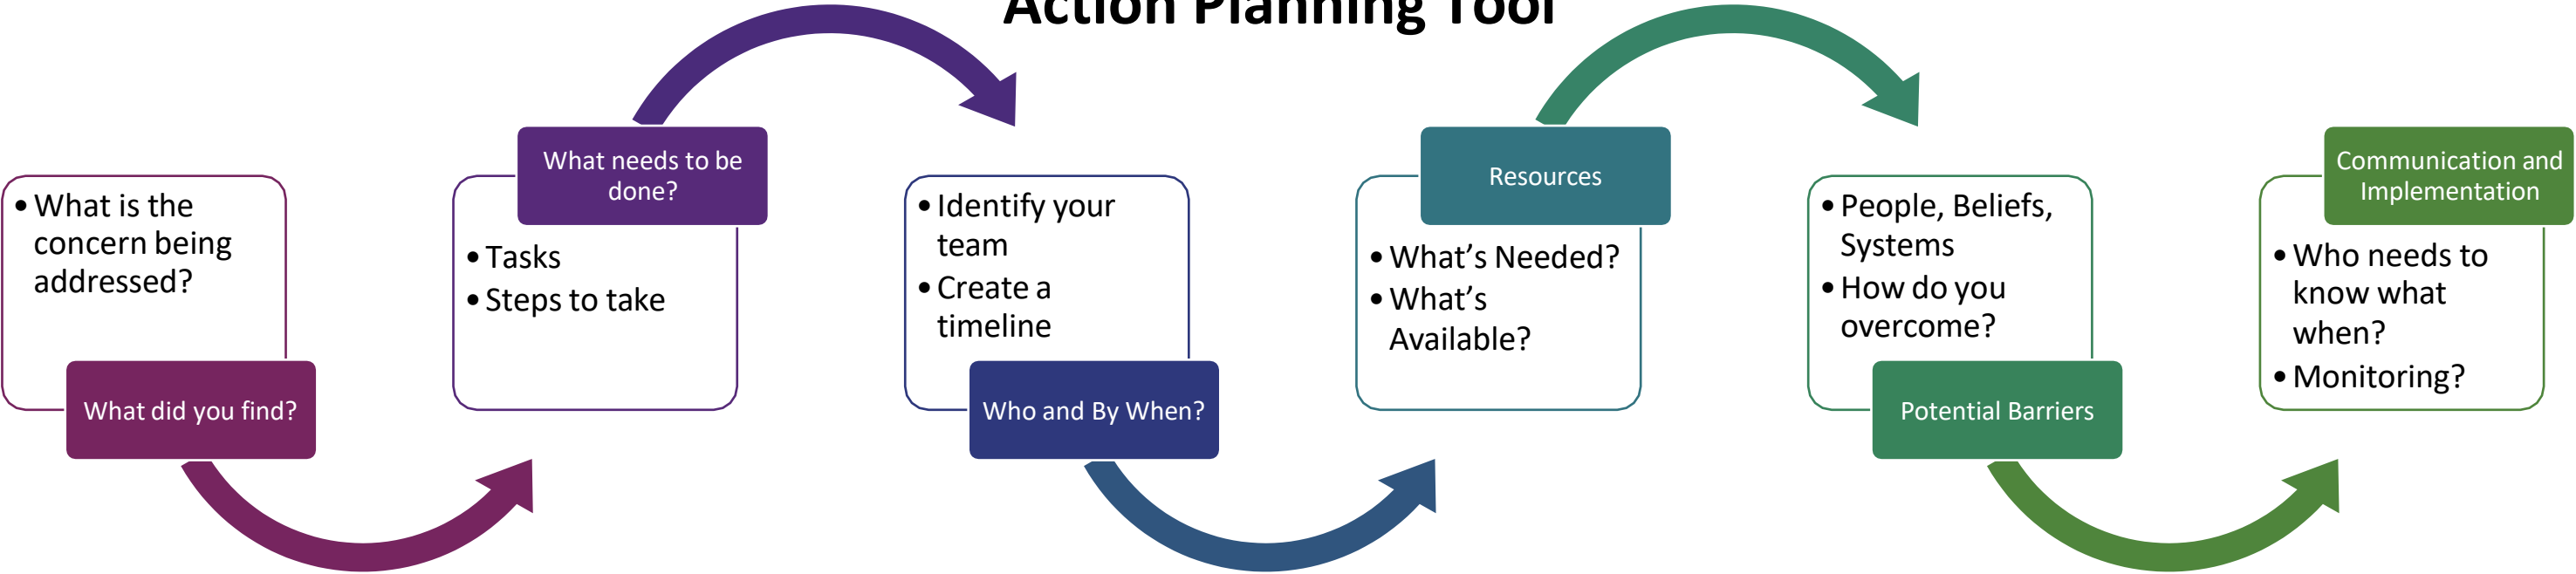 Action Planning Tool
• What is the
concern being
addressed?
What did you find?
What needs to be
done?
• Tasks
• Steps to take
• Identify your
team
• Create a
timeline
Who and By When?
Resources
• What’s Needed?
• What’s
Available?
• People, Beliefs,
Systems
• How do you
overcome?
Potential Barriers
Communication and
Implementation
• Who needs to
know what
when?
• Monitoring?